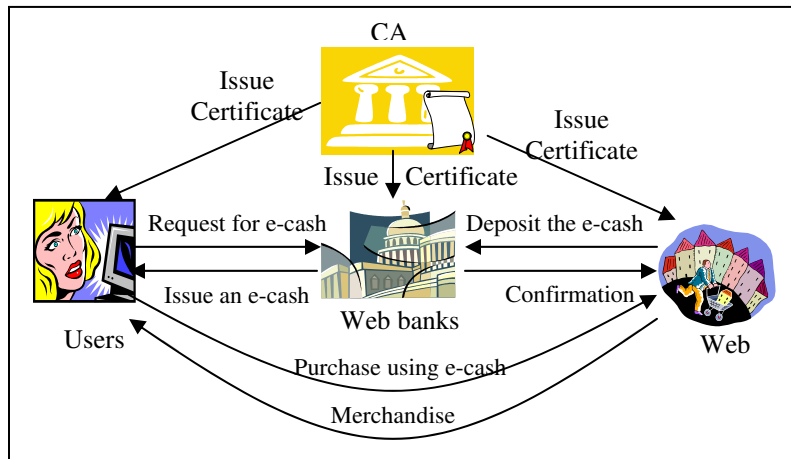 CA
Issue
Certificate
Issue
Certificate
Issue Certificate
Request for e-cash
Deposit the e-cash
Issue an e-cash
Confirmation
Web banks
Users
Web
Purchase using e-cash
Merchandise